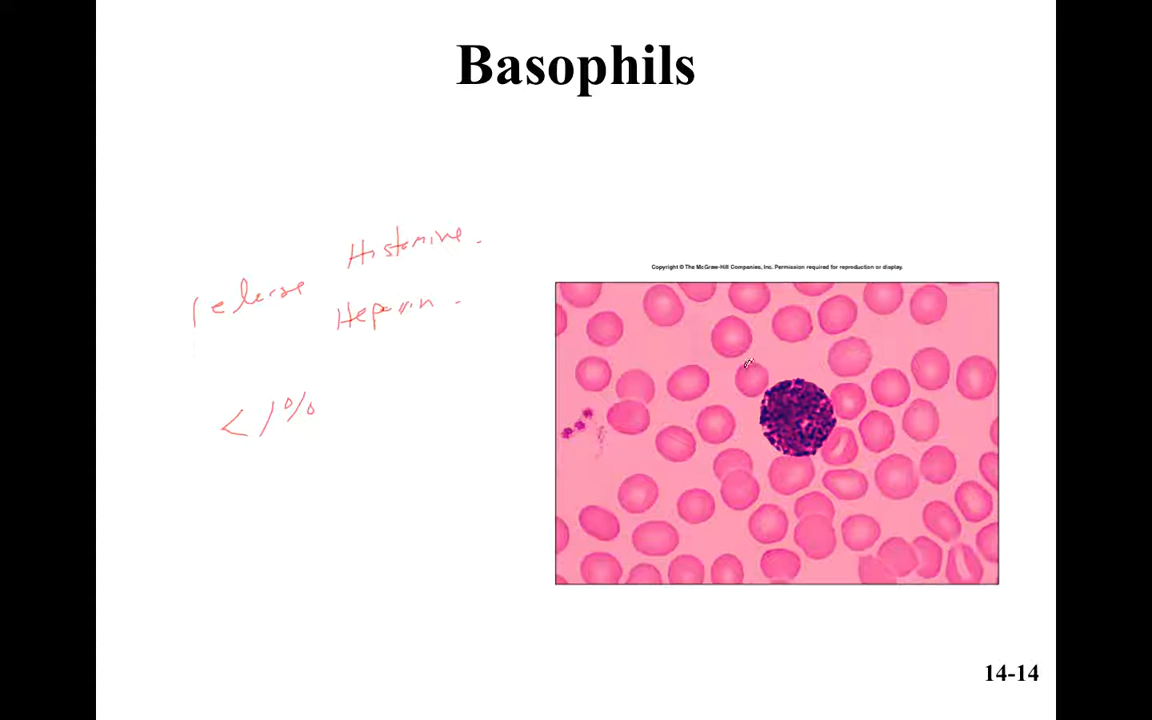 Basophils
Histamine.
release
Heparin.
<1%
Copyright © The McGraw-Hill Companies, Inc. Permission required for reproduction or display.
14-14